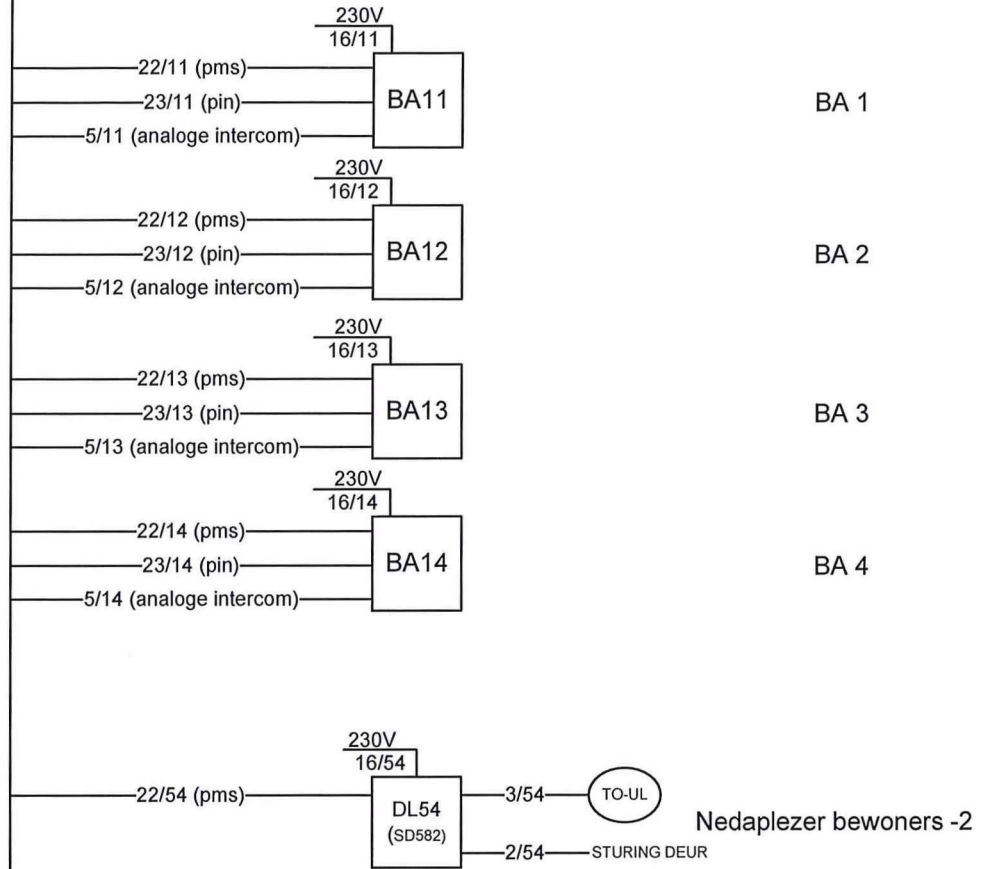 230V
16/11
22/11 (pms)
23/11 (pin)
5/11 (analoge intercom)
BA11
BA 1
230V
16/12
22/12 (pms)
23/12 (pin)
5/12 (analoge intercom)
BA12
BA 2
230V
16/13
22/13 (pms)
23/13 (pin)
5/13 (analoge intercom)
BA13
BA 3
230V
16/14
22/14 (pms)
23/14 (pin)
5/14 (analoge intercom)
BA14
BA 4
230V
16/54
22/54 (pms)
DL54
(SD582)
3/54
TO-UL
2/54
STURING DEUR
Nedaplezer bewoners -2